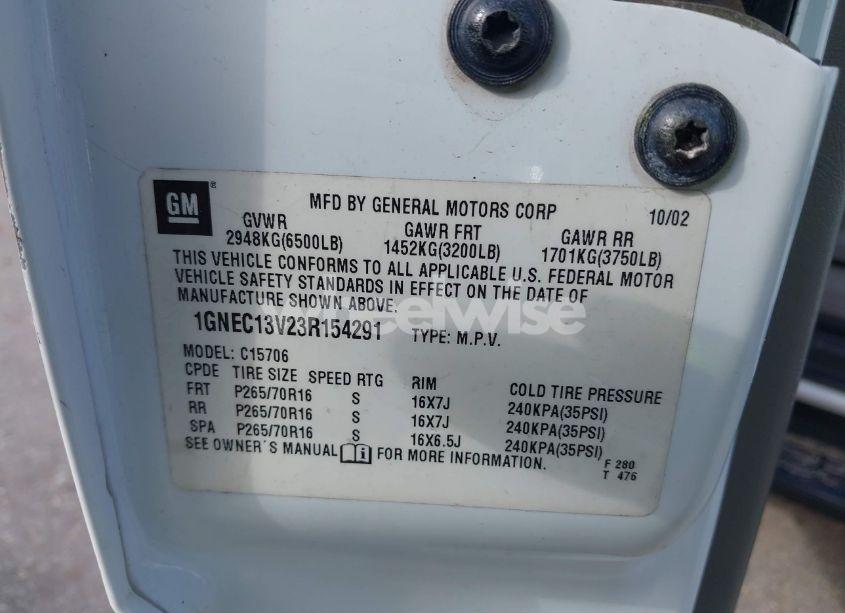 GM
MFD BY GENERAL MOTORS CORP 10/02
GVWR GAWR FRT GAWR RR
2948KG(6500LB) 1452KG(3200LB) 1701KG(3750LB)
THIS VEHICLE CONFORMS TO ALL APPLICABLE U.S. FEDERAL MOTOR
VEHICLE SAFETY STANDARDS IN EFFECT ON THE DATE OF
MANUFACTURE SHOWN ABOVE.
1GNEC13V23R154291 TYPE: M.P.V.
MODEL: C15706
CPDE TIRE SIZE SPEED RTG RIM COLD TIRE PRESSURE
FRT P265/70R16 S 16X7J 240KPA(35PSI)
RR P265/70R16 S 16X7J 240KPA(35PSI)
SPA P265/70R16 S 16X6.5J 240KPA(35PSI)
SEE OWNER´S MANUAL FOR MORE INFORMATION.
F 280
T 476